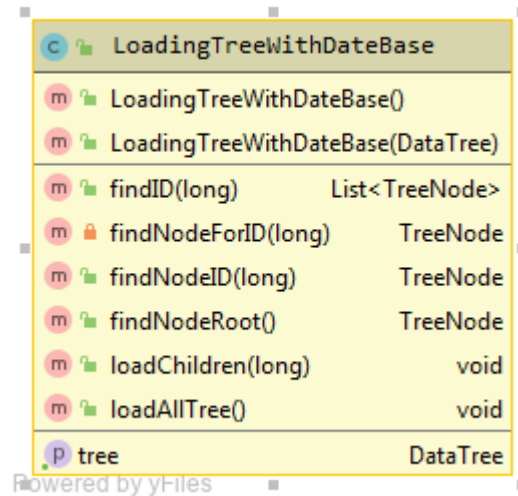 C LoadingTreeWithDateBase
m LoadingTreeWithDateBase()
m LoadingTreeWithDateBase(DataTree)
m findID(long) List<TreeNode>
m findNodeForID(long) TreeNode
m findNodeID(long) TreeNode
m findNodeRoot() TreeNode
m loadChildren(long) void
m loadAllTree() void
p tree DataTree
Powered by yFiles